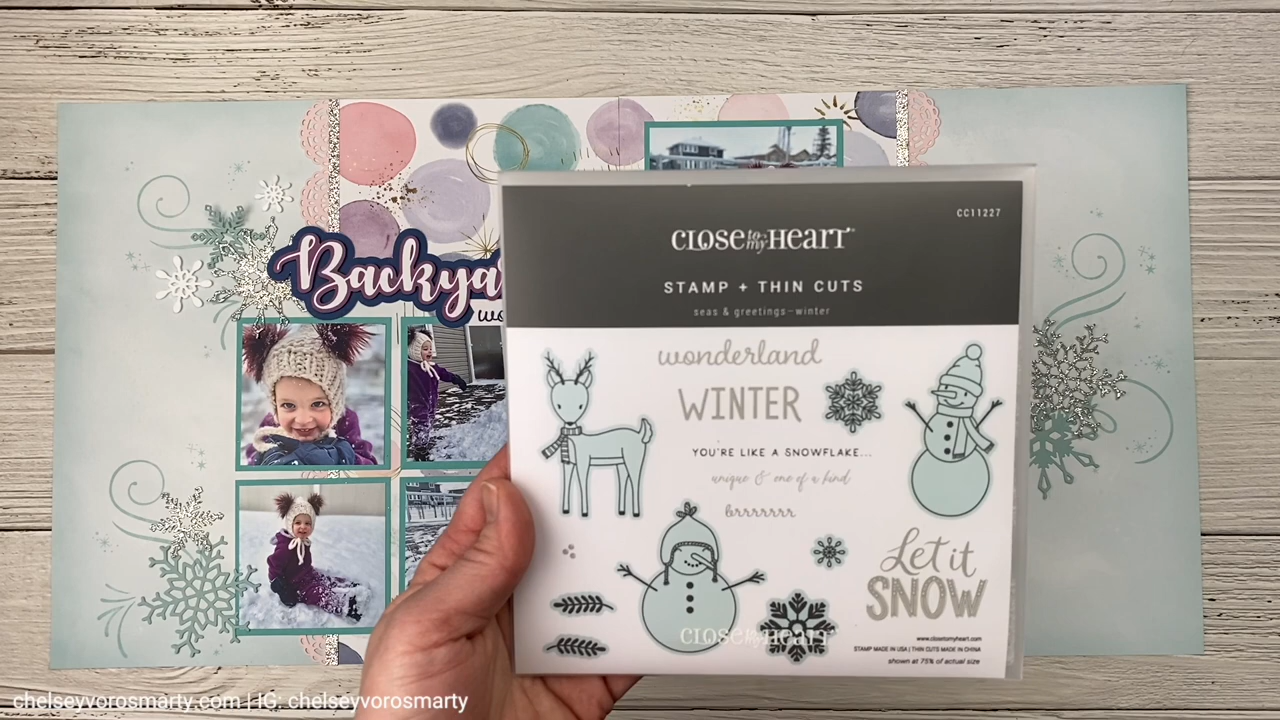 CC11227
CLOSE to my HEART®
STAMP + THIN CUTS
seas & greetings–winter
Backya
wo
wonderland
WINTER
YOU'RE LIKE A SNOWFLAKE...
unique & one of a kind
brrrrrrr
Let it
SNOW
CLOSE to my HEART
www.closetomyheart.com
STAMP MADE IN USA | THIN CUTS MADE IN CHINA
shown at 75% of actual size
chelseyvorosmarty.com | IG: chelseyvorosmarty